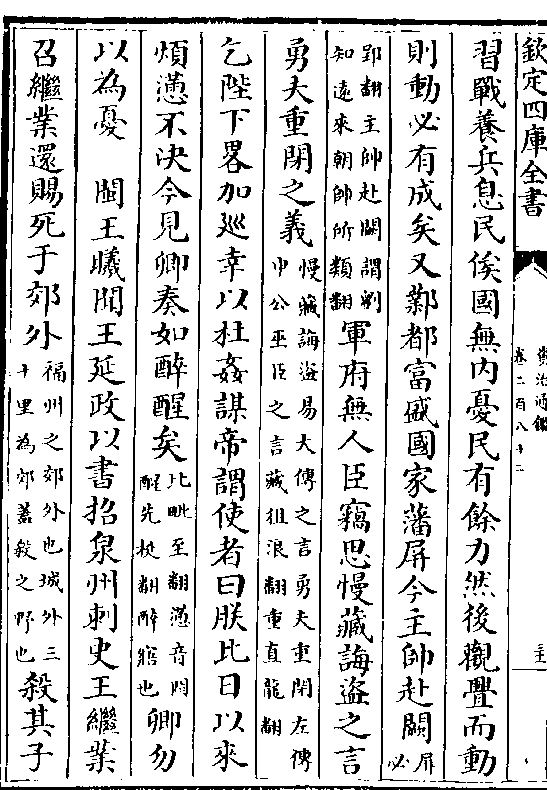 欽定四庫全書
資治通鑑
卷二百八十二
習戰養兵息民俟國無內憂民有餘力然後觀釁而動
則動必有成矣又鄴都富盛國家藩屏今主帥赴闕屏必
郢翻主帥赴闕謂劉知遠來朝帥所類翻軍府無人臣竊思慢藏誨盜之言
勇夫重閉之義慢藏誨盜易大傳之言勇夫重閉左傳申公巫臣之言藏徂浪翻重直龍翻
乞陛下畧加巡幸以杜姦謀帝謂使者曰朕比日以來
煩懣不決今見卿奏如醉醒矣比毗至翻懣音悶醒先挺翻醉寤也卿勿
以為憂 閩王曦聞王延政以書招泉州刺史王繼業
召繼業還賜死于郊外福州之郊外也城外三十里為郊蓋殺之野也殺其子